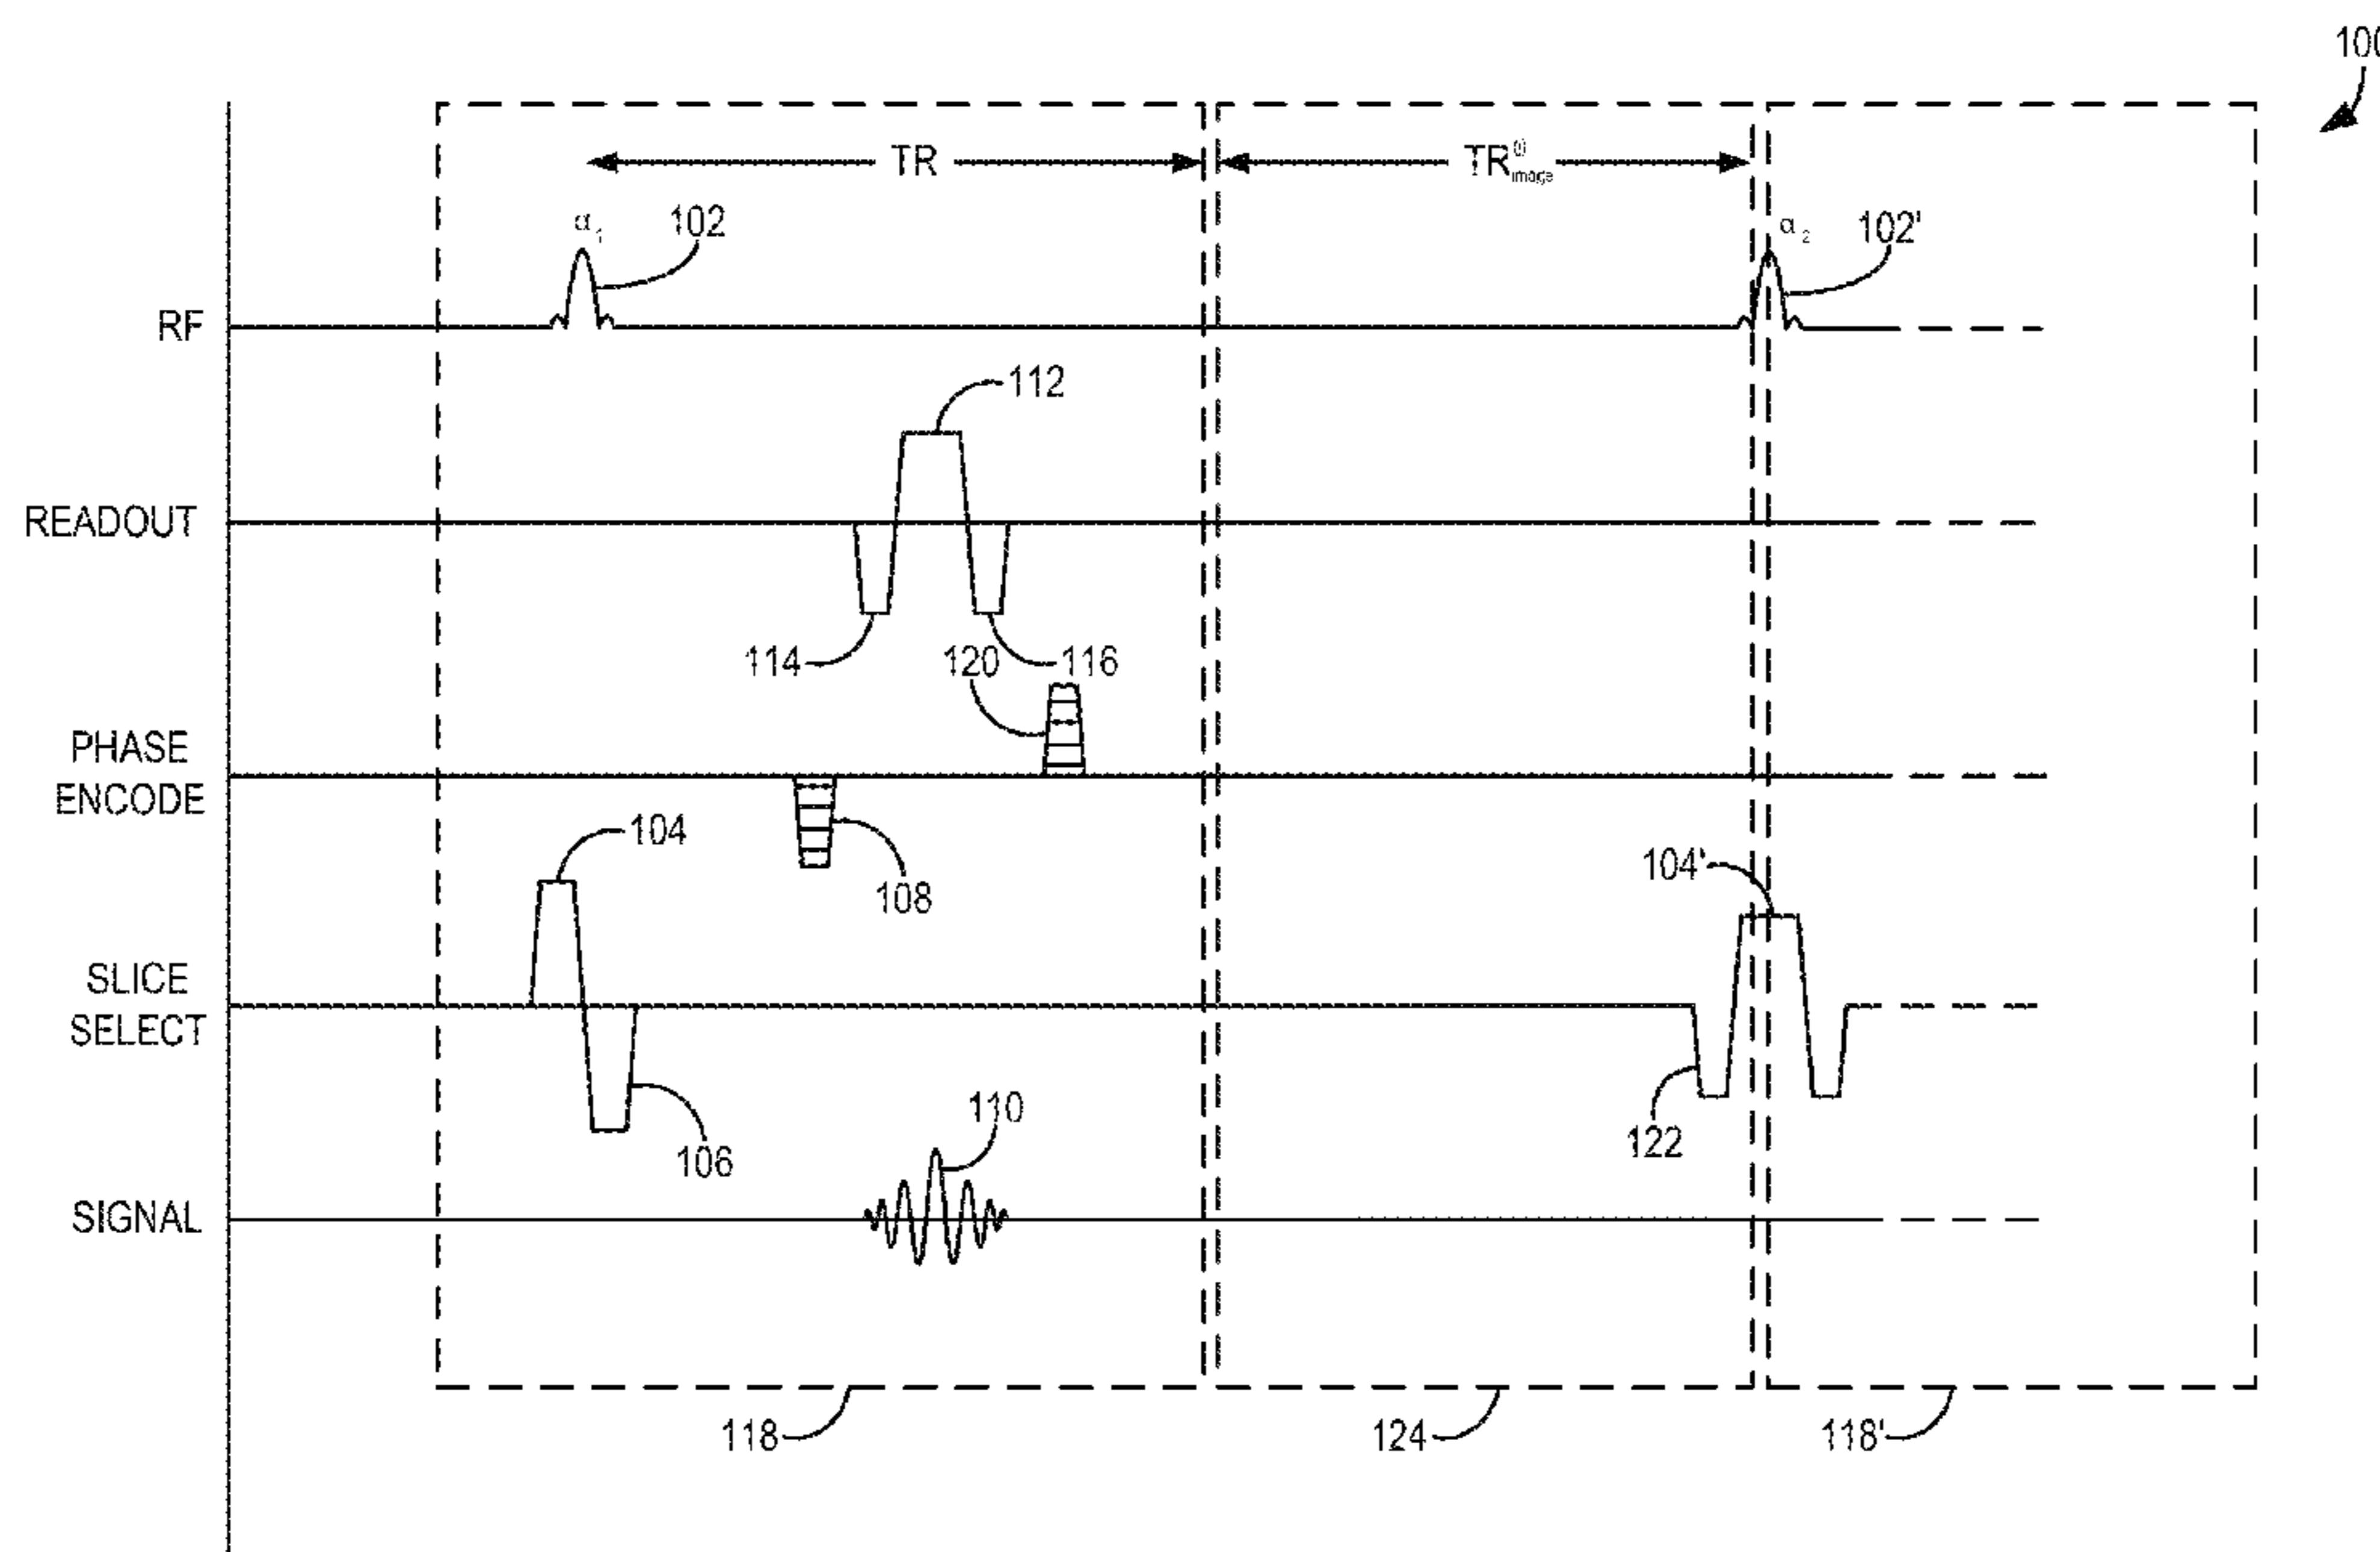 100
TR
TR(i)image
α1
102
α2
102'
RF
112
READOUT
114
120
116
PHASE
ENCODE
104
108
104'
SLICE
SELECT
106
110
122
SIGNAL
118
124
118'